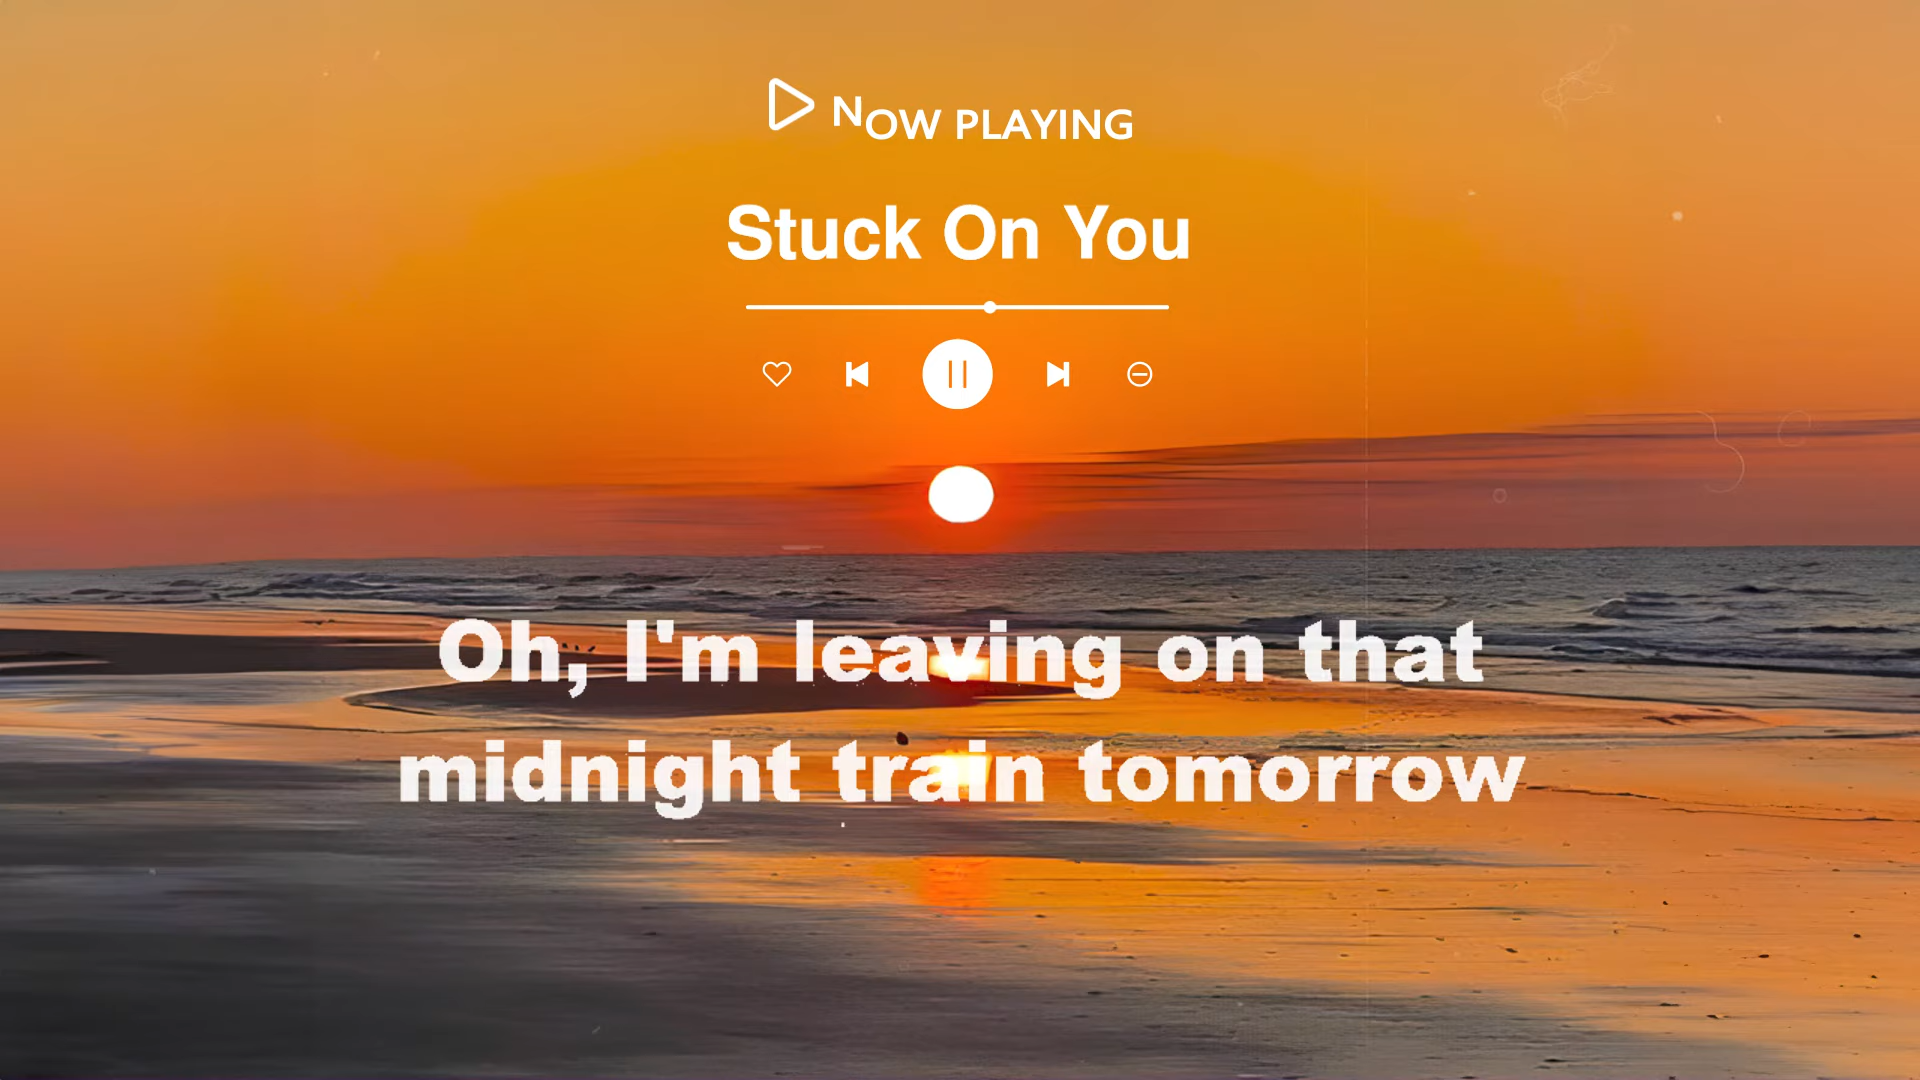 NOW PLAYING
Stuck On You
Oh, I'm leaving on that
midnight train tomorrow